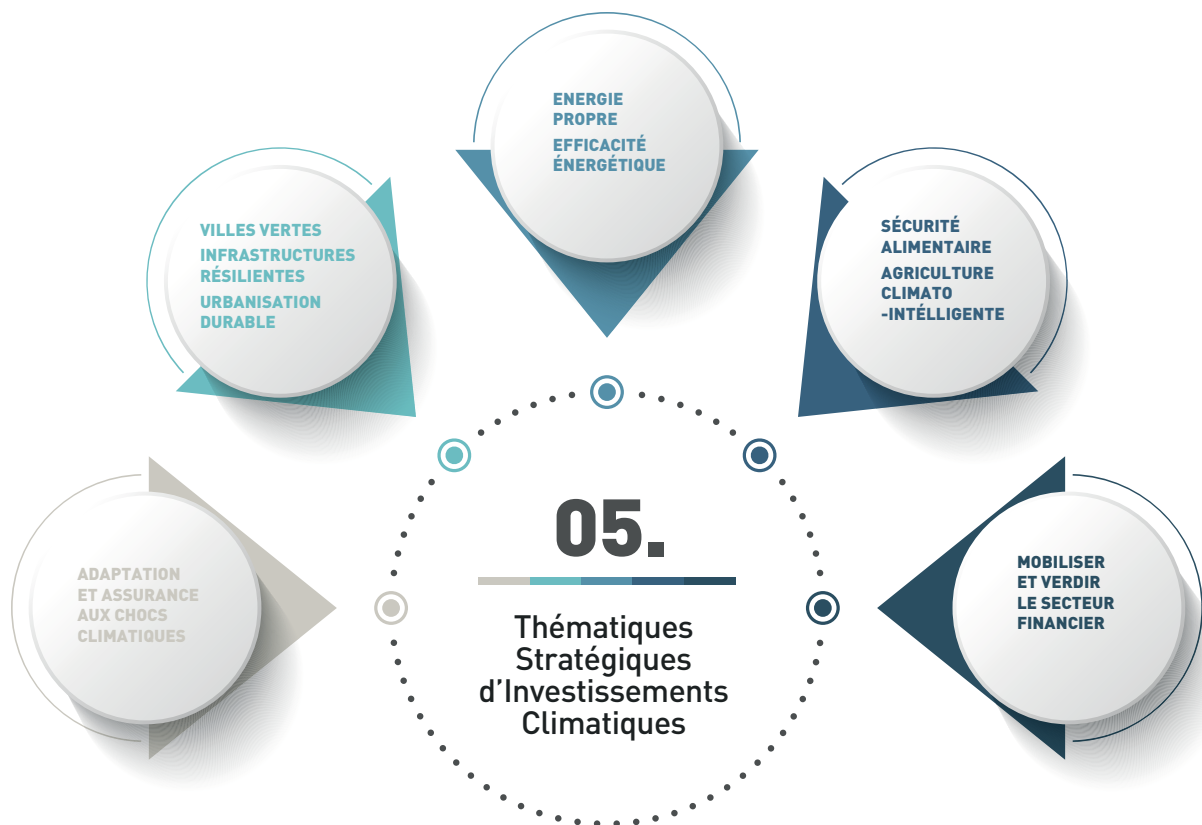 ENERGIE
PROPRE
EFFICACITÉ
ÉNERGÉTIQUE
VILLES VERTES
INFRASTRUCTURES
RÉSILIENTES
URBANISATION
DURABLE
SÉCURITÉ
ALIMENTAIRE
AGRICULTURE
CLIMATO
-INTÉLLIGENTE
ADAPTATION
ET ASSURANCE
AUX CHOCS
CLIMATIQUES
05.
Thématiques
Stratégiques
d'Investissements
Climatiques
MOBILISER
ET VERDIR
LE SECTEUR
FINANCIER